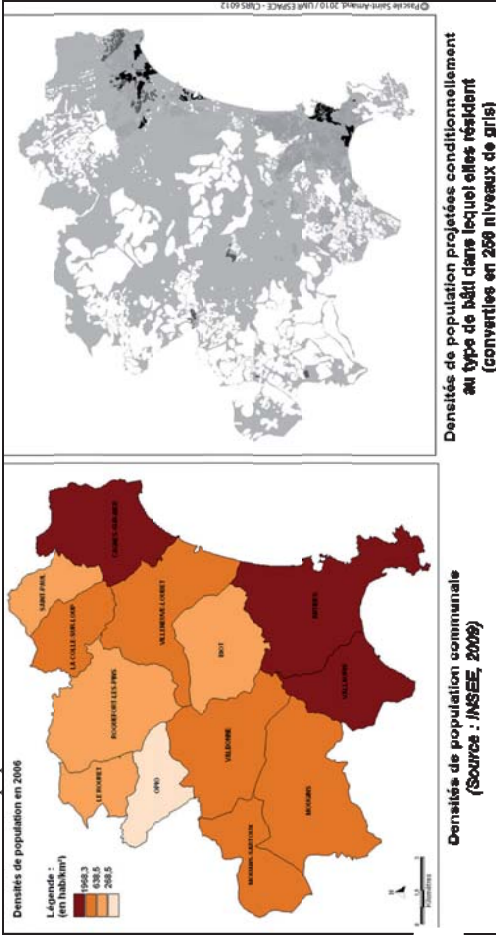 Densités de population en 2006
Légende :
(en hab/km²)
1968,3
638,5
268,5
SAINT-PAUL
LA COLLE-SUR-LOUP
CAGNES-SUR-MER
ROQUEFORT-LES-PINS
VILLENEUVE-LOUBET
LE ROURET
OPIO
BIOT
VALBONNE
ANTIBES
VALLAURIS
MOUANS-SARTOUX
MOUGINS
N
Kilomètres
Densités de population communale
(Source : INSEE, 2009)
©Pascale Saint-Amand, 2010 / UMR ESPACE - CNRS 6012
Densités de population projetées conditionnellement
au type de bâti dans lequel elles résident
(converties en 256 niveaux de gris)